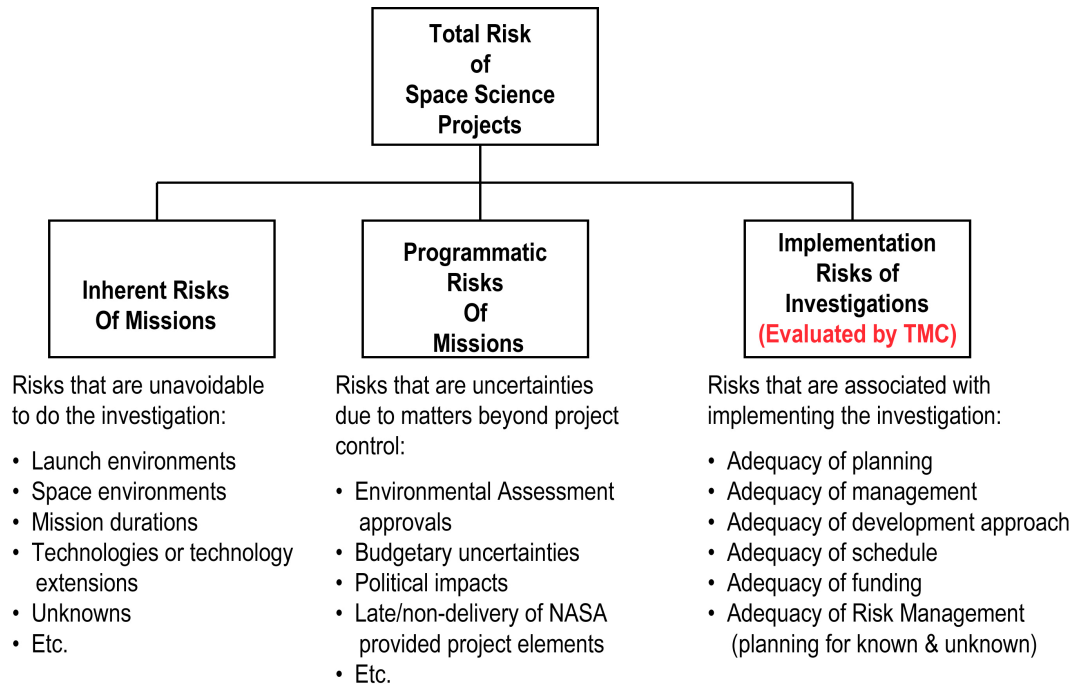 Total Risk
of
Space Science
Projects
Inherent Risks
Of Missions
Programmatic
Risks
Of
Missions
Implementation
Risks of
Investigations
(Evaluated by TMC)
Risks that are unavoidable
to do the investigation:
• Launch environments
• Space environments
• Mission durations
• Technologies or technology
extensions
• Unknowns
• Etc.
Risks that are uncertainties
due to matters beyond project
control:
• Environmental Assessment
approvals
• Budgetary uncertainties
• Political impacts
• Late/non-delivery of NASA
provided project elements
• Etc.
Risks that are associated with
implementing the investigation:
• Adequacy of planning
• Adequacy of management
• Adequacy of development approach
• Adequacy of schedule
• Adequacy of funding
• Adequacy of Risk Management
(planning for known & unknown)